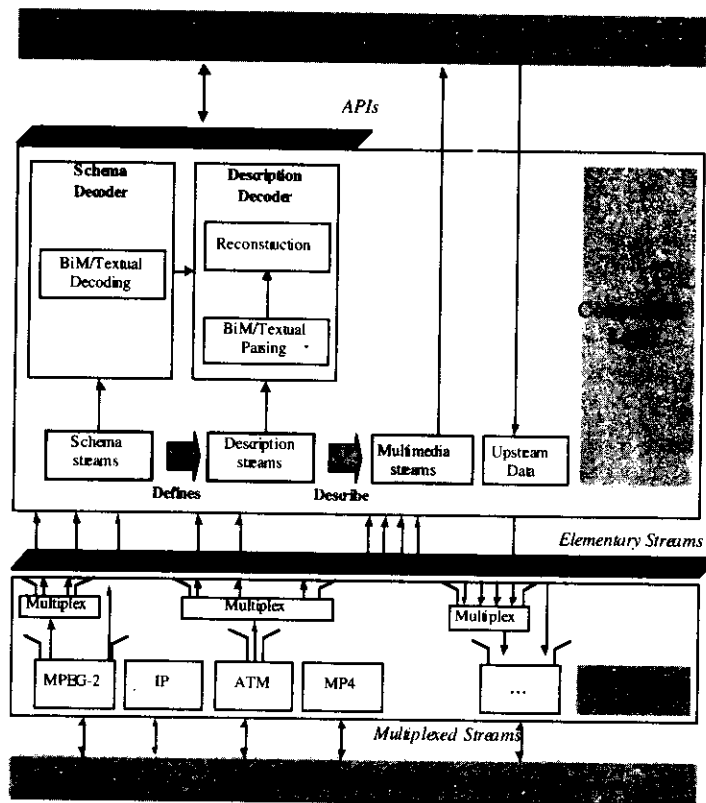 APIs
Schema
Decoder
Description
Decoder
Reconstruction
BiM/Textual
Decoding
BiM/Textual
Parsing
Schema
streams
Description
streams
Multimedia
streams
Upstream
Data
Defines
Describe
Elementary Streams
Multiplex
Multiplex
Multiplex
MPEG-2
IP
ATM
MP4
...
Multiplexed Streams